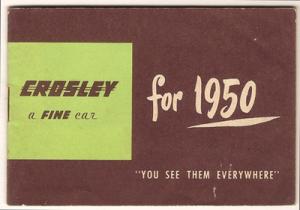 CROSLEY
a FINE car
for 1950
"YOU SEE THEM EVERYWHERE"